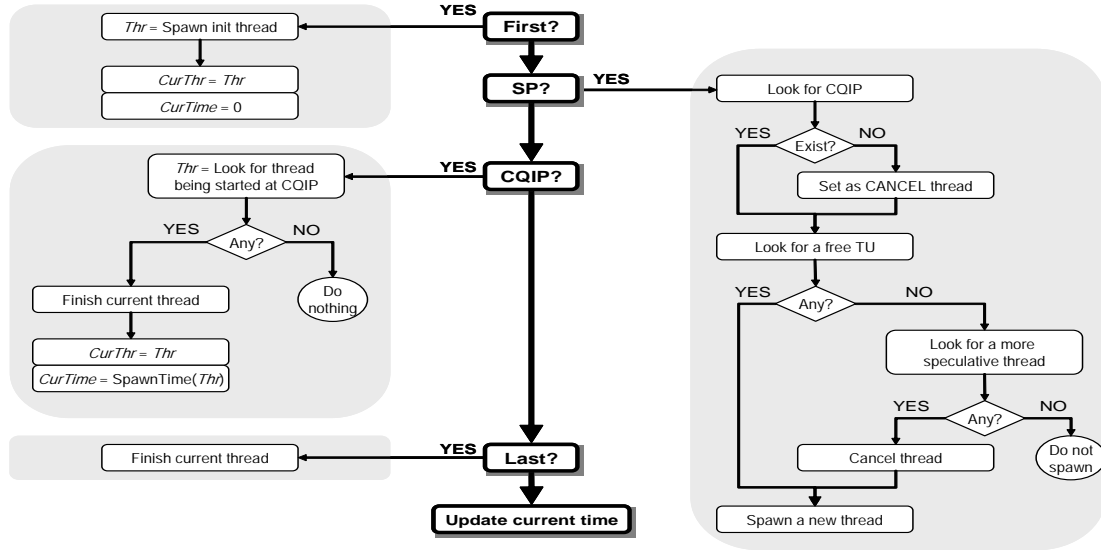 YES
First?
Thr = Spawn init thread
CurThr = Thr
CurTime = 0
SP?
YES
Look for CQIP
YES
NO
Exist?
Set as CANCEL thread
Look for a free TU
YES
NO
Any?
Look for a more
speculative thread
YES
NO
Any?
Cancel thread
Do not
spawn
Spawn a new thread
YES
CQIP?
Thr = Look for thread
being started at CQIP
YES
NO
Any?
Do
nothing
Finish current thread
CurThr = Thr
CurTime = SpawnTime(Thr)
YES
Last?
Finish current thread
Update current time